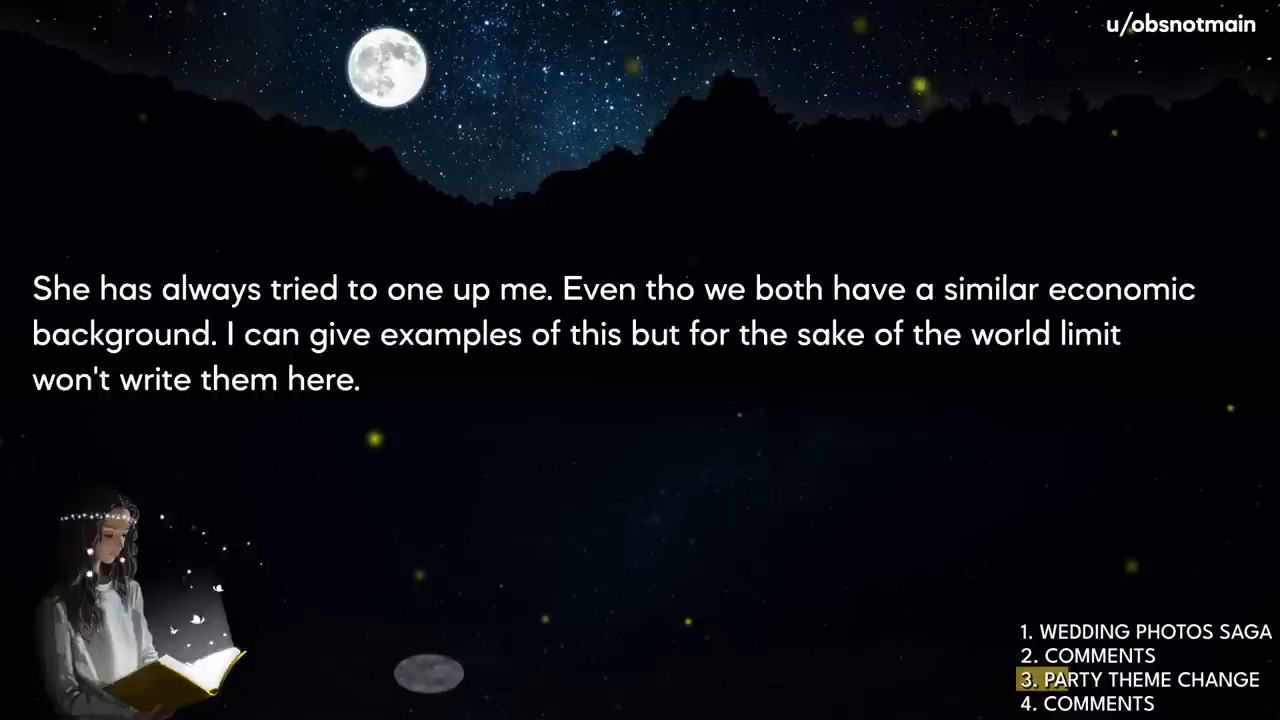 u/obsnotmain
She has always tried to one up me. Even tho we both have a similar economic
background. I can give examples of this but for the sake of the world limit
won't write them here.
1. WEDDING PHOTOS SAGA
2. COMMENTS
3. PARTY THEME CHANGE
4. COMMENTS